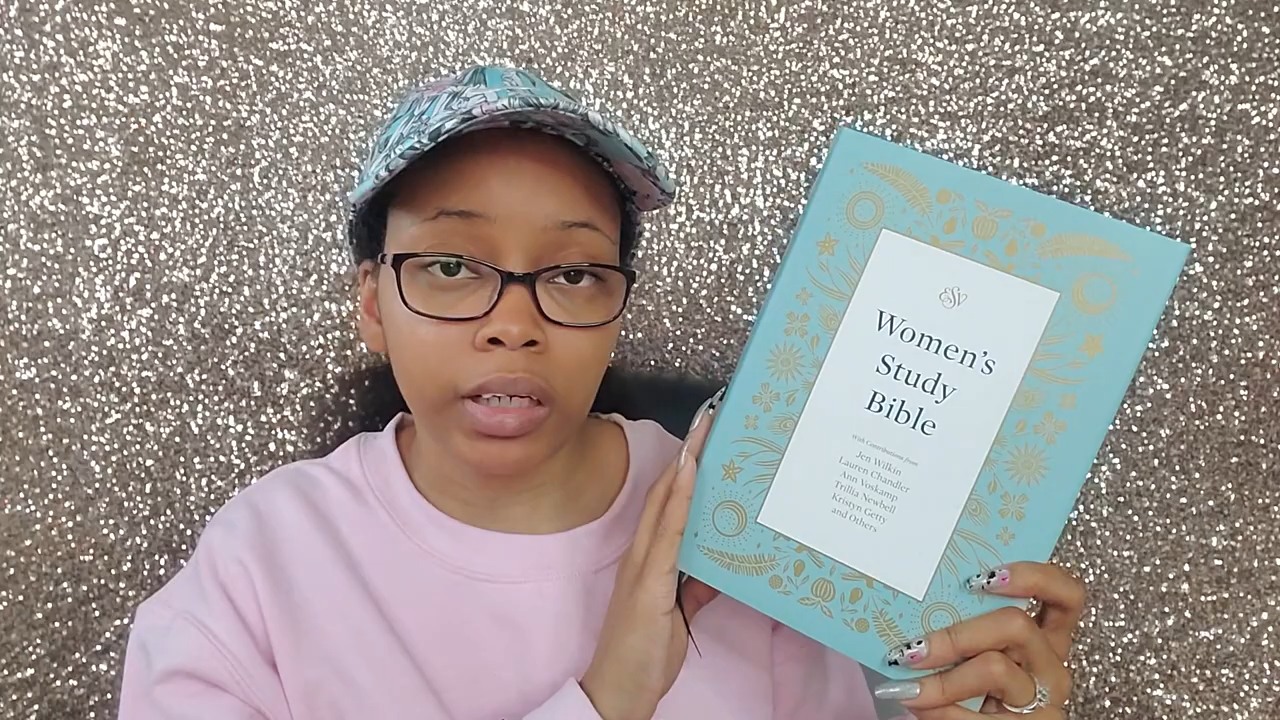 ESV
Women's
Study
Bible
With Contributions from
Jen Wilkin
Lauren Chandler
Ann Voskamp
Trillia Newbell
Kristyn Getty
and Others